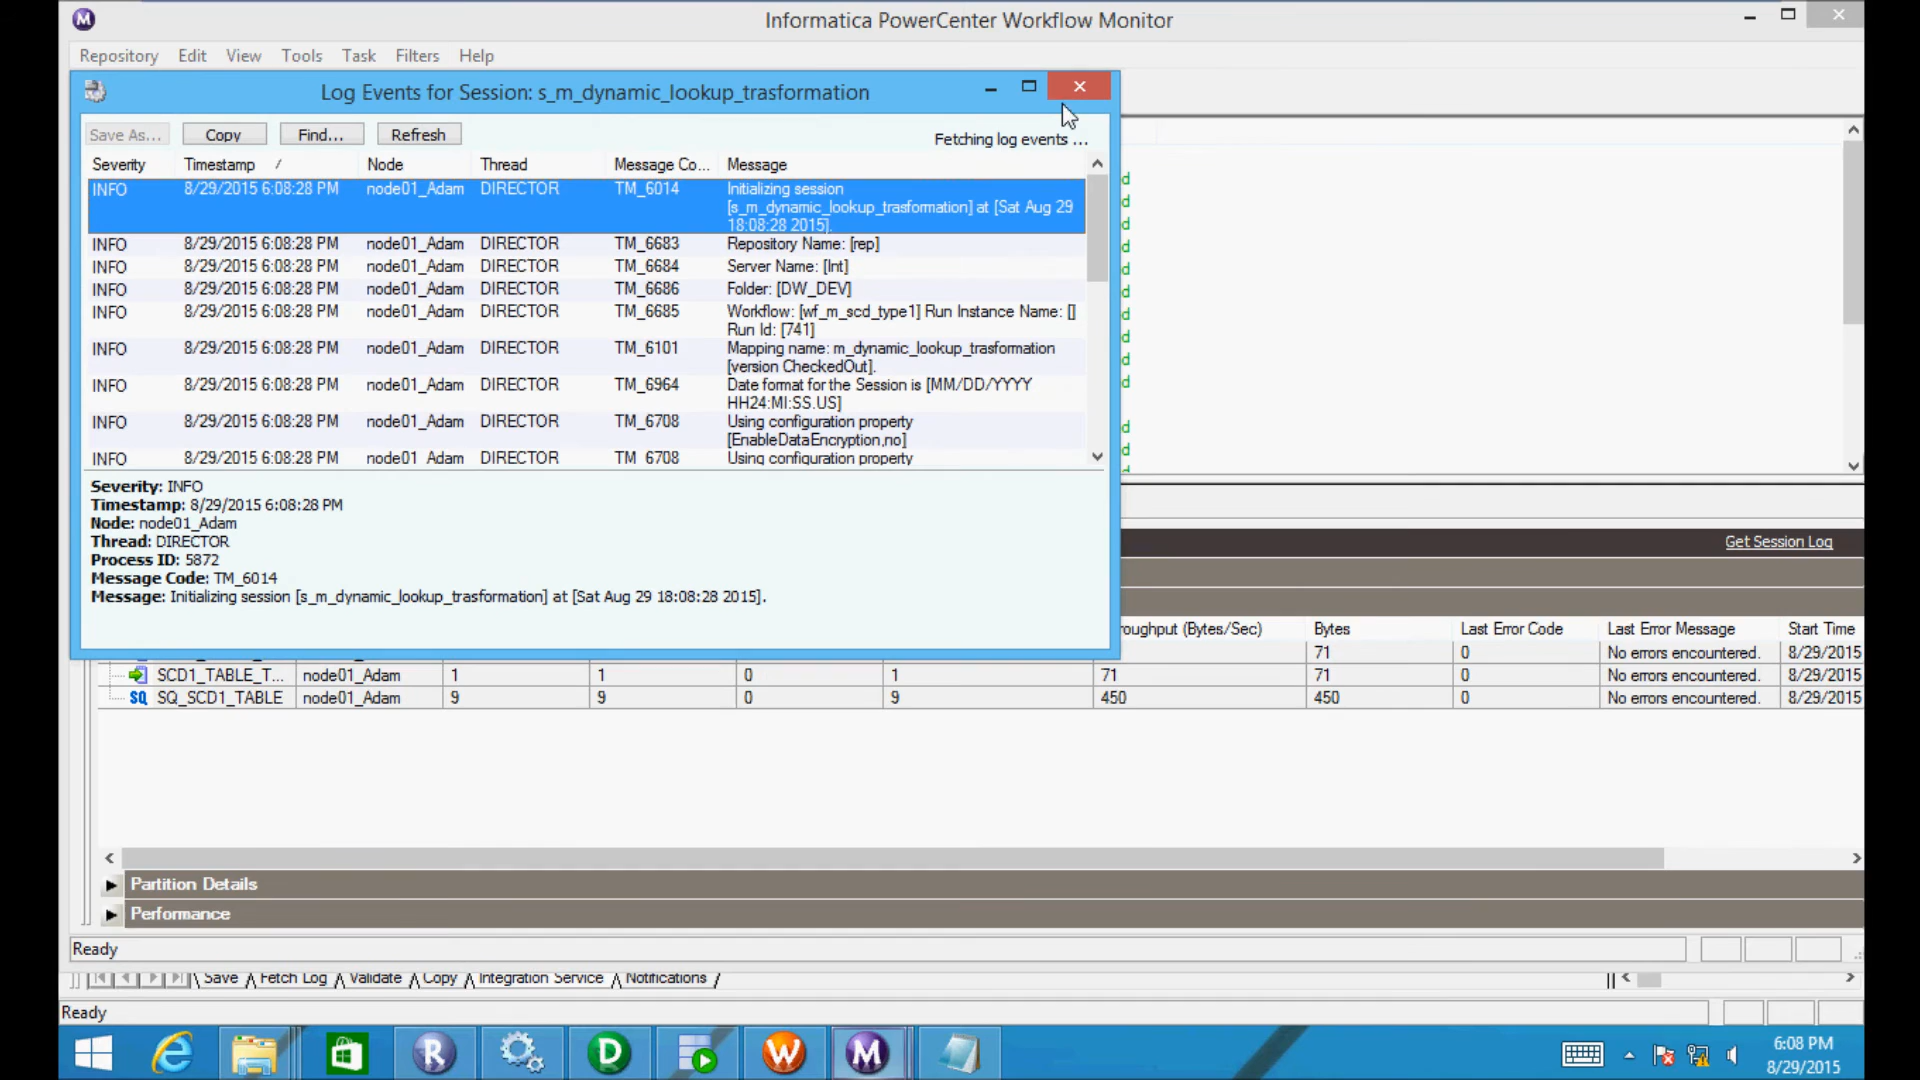 M
Informatica PowerCenter Workflow Monitor
Repository Edit View Tools Task Filters Help
Log Events for Session: s_m_dynamic_lookup_trasformation
Save As... Copy Find... Refresh
Fetching log events ...
Severity Timestamp / Node Thread Message Co... Message
INFO 8/29/2015 6:08:28 PM node01_Adam DIRECTOR TM_6014 Initializing session
[s_m_dynamic_lookup_trasformation] at [Sat Aug 29
18:08:28 2015].
INFO 8/29/2015 6:08:28 PM node01_Adam DIRECTOR TM_6683 Repository Name: [rep]
INFO 8/29/2015 6:08:28 PM node01_Adam DIRECTOR TM_6684 Server Name: [Int]
INFO 8/29/2015 6:08:28 PM node01_Adam DIRECTOR TM_6686 Folder: [DW_DEV]
INFO 8/29/2015 6:08:28 PM node01_Adam DIRECTOR TM_6685 Workflow: [wf_m_scd_type1] Run Instance Name: []
Run Id: [741]
INFO 8/29/2015 6:08:28 PM node01_Adam DIRECTOR TM_6101 Mapping name: m_dynamic_lookup_trasformation
[version CheckedOut].
INFO 8/29/2015 6:08:28 PM node01_Adam DIRECTOR TM_6964 Date format for the Session is [MM/DD/YYYY
HH24:MI:SS.US]
INFO 8/29/2015 6:08:28 PM node01_Adam DIRECTOR TM_6708 Using configuration property
[EnableDataEncryption,no]
INFO 8/29/2015 6:08:28 PM node01_Adam DIRECTOR TM_6708 Using configuration property
Severity: INFO
Timestamp: 8/29/2015 6:08:28 PM
Node: node01_Adam
Thread: DIRECTOR
Process ID: 5872
Message Code: TM_6014
Message: Initializing session [s_m_dynamic_lookup_trasformation] at [Sat Aug 29 18:08:28 2015].
Get Session Log
roughput (Bytes/Sec) Bytes Last Error Code Last Error Message Start Time
71 0 No errors encountered. 8/29/2015
SCD1_TABLE_T... node01_Adam 1 1 0 1 71 71 0 No errors encountered. 8/29/2015
SQ SQ_SCD1_TABLE node01_Adam 9 9 0 9 450 450 0 No errors encountered. 8/29/2015
Partition Details
Performance
Ready
Save Fetch Log Validate Copy Integration Service Notifications
Ready
R D W M
6:08 PM
8/29/2015